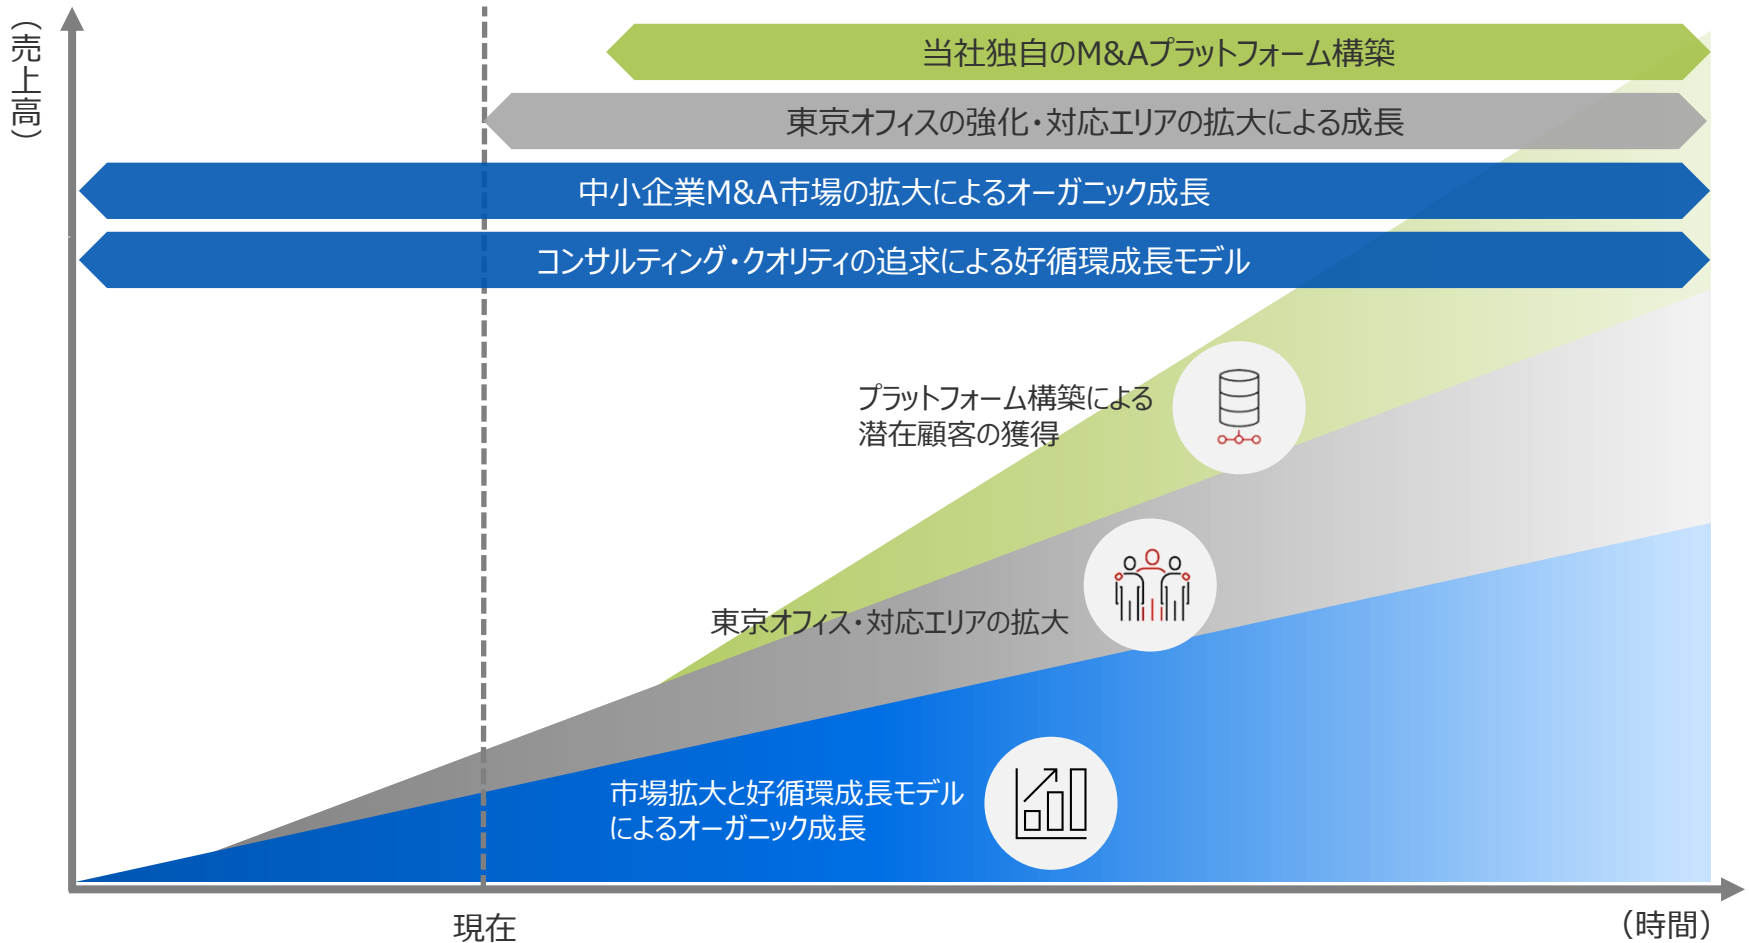 （売上高）
当社独自のM&Aプラットフォーム構築
東京オフィスの強化・対応エリアの拡大による成長
中小企業M&A市場の拡大によるオーガニック成長
コンサルティング・クオリティの追求による好循環成長モデル
プラットフォーム構築による
潜在顧客の獲得
東京オフィス・対応エリアの拡大
市場拡大と好循環成長モデル
によるオーガニック成長
現在
（時間）